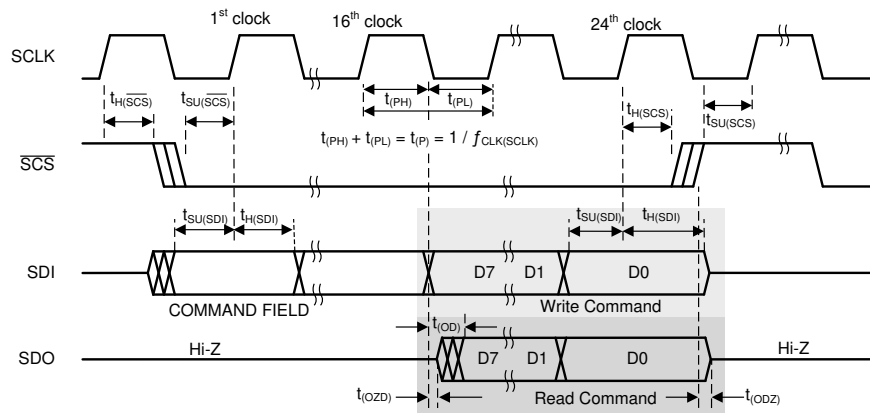 1st clock 16th clock 24th clock
SCLK
tH(SCS) tSU(SCS) t(PH) t(PL) tH(SCS) tSU(SCS)
t(PH) + t(PL) = t(P) = 1 / fCLK(SCLK)
SCS
tSU(SDI) tH(SDI) tSU(SDI) tH(SDI)
SDI D7 D1 D0
COMMAND FIELD Write Command
t(OD)
SDO Hi-Z D7 D1 D0 Hi-Z
t(OZD) Read Command t(ODZ)